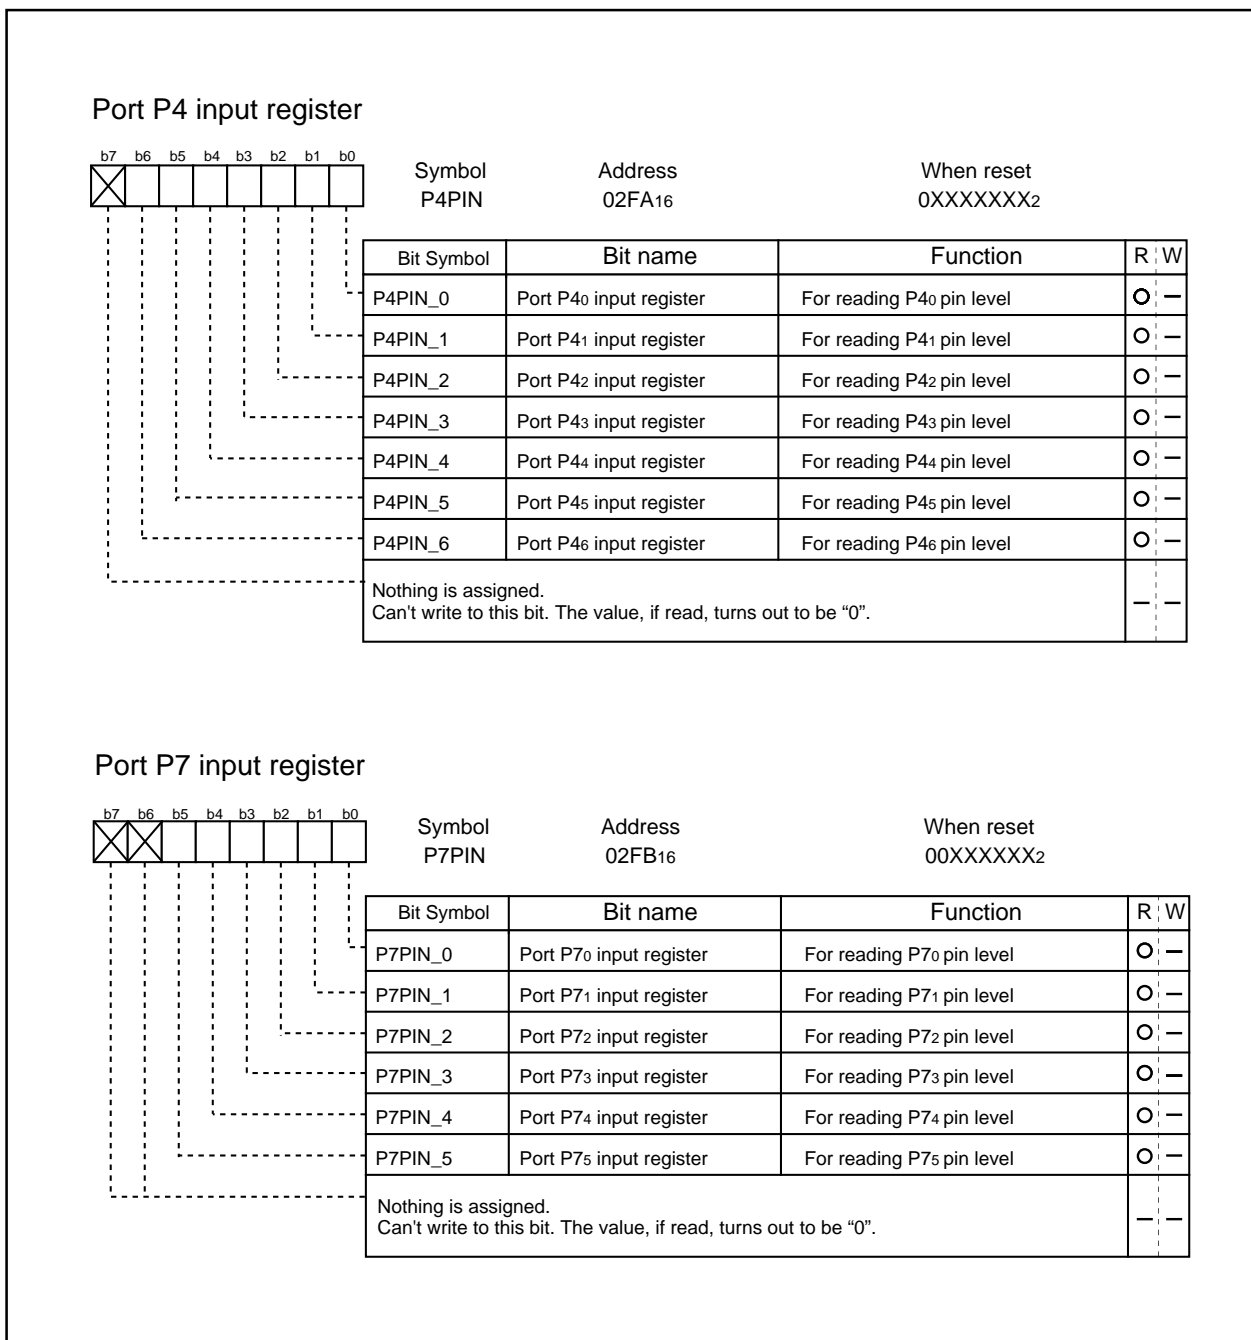 Port P4 input register
b7 b6 b5 b4 b3 b2 b1 b0
Symbol Address When reset
P4PIN 02FA16 0XXXXXXX2
Bit Symbol Bit name Function R W
P4PIN_0 Port P40 input register For reading P40 pin level O –
P4PIN_1 Port P41 input register For reading P41 pin level O –
P4PIN_2 Port P42 input register For reading P42 pin level O –
P4PIN_3 Port P43 input register For reading P43 pin level O –
P4PIN_4 Port P44 input register For reading P44 pin level O –
P4PIN_5 Port P45 input register For reading P45 pin level O –
P4PIN_6 Port P46 input register For reading P46 pin level O –
Nothing is assigned.
Can't write to this bit. The value, if read, turns out to be “0”. – –
Port P7 input register
b7 b6 b5 b4 b3 b2 b1 b0
Symbol Address When reset
P7PIN 02FB16 00XXXXXX2
Bit Symbol Bit name Function R W
P7PIN_0 Port P70 input register For reading P70 pin level O –
P7PIN_1 Port P71 input register For reading P71 pin level O –
P7PIN_2 Port P72 input register For reading P72 pin level O –
P7PIN_3 Port P73 input register For reading P73 pin level O –
P7PIN_4 Port P74 input register For reading P74 pin level O –
P7PIN_5 Port P75 input register For reading P75 pin level O –
Nothing is assigned.
Can't write to this bit. The value, if read, turns out to be “0”. – –